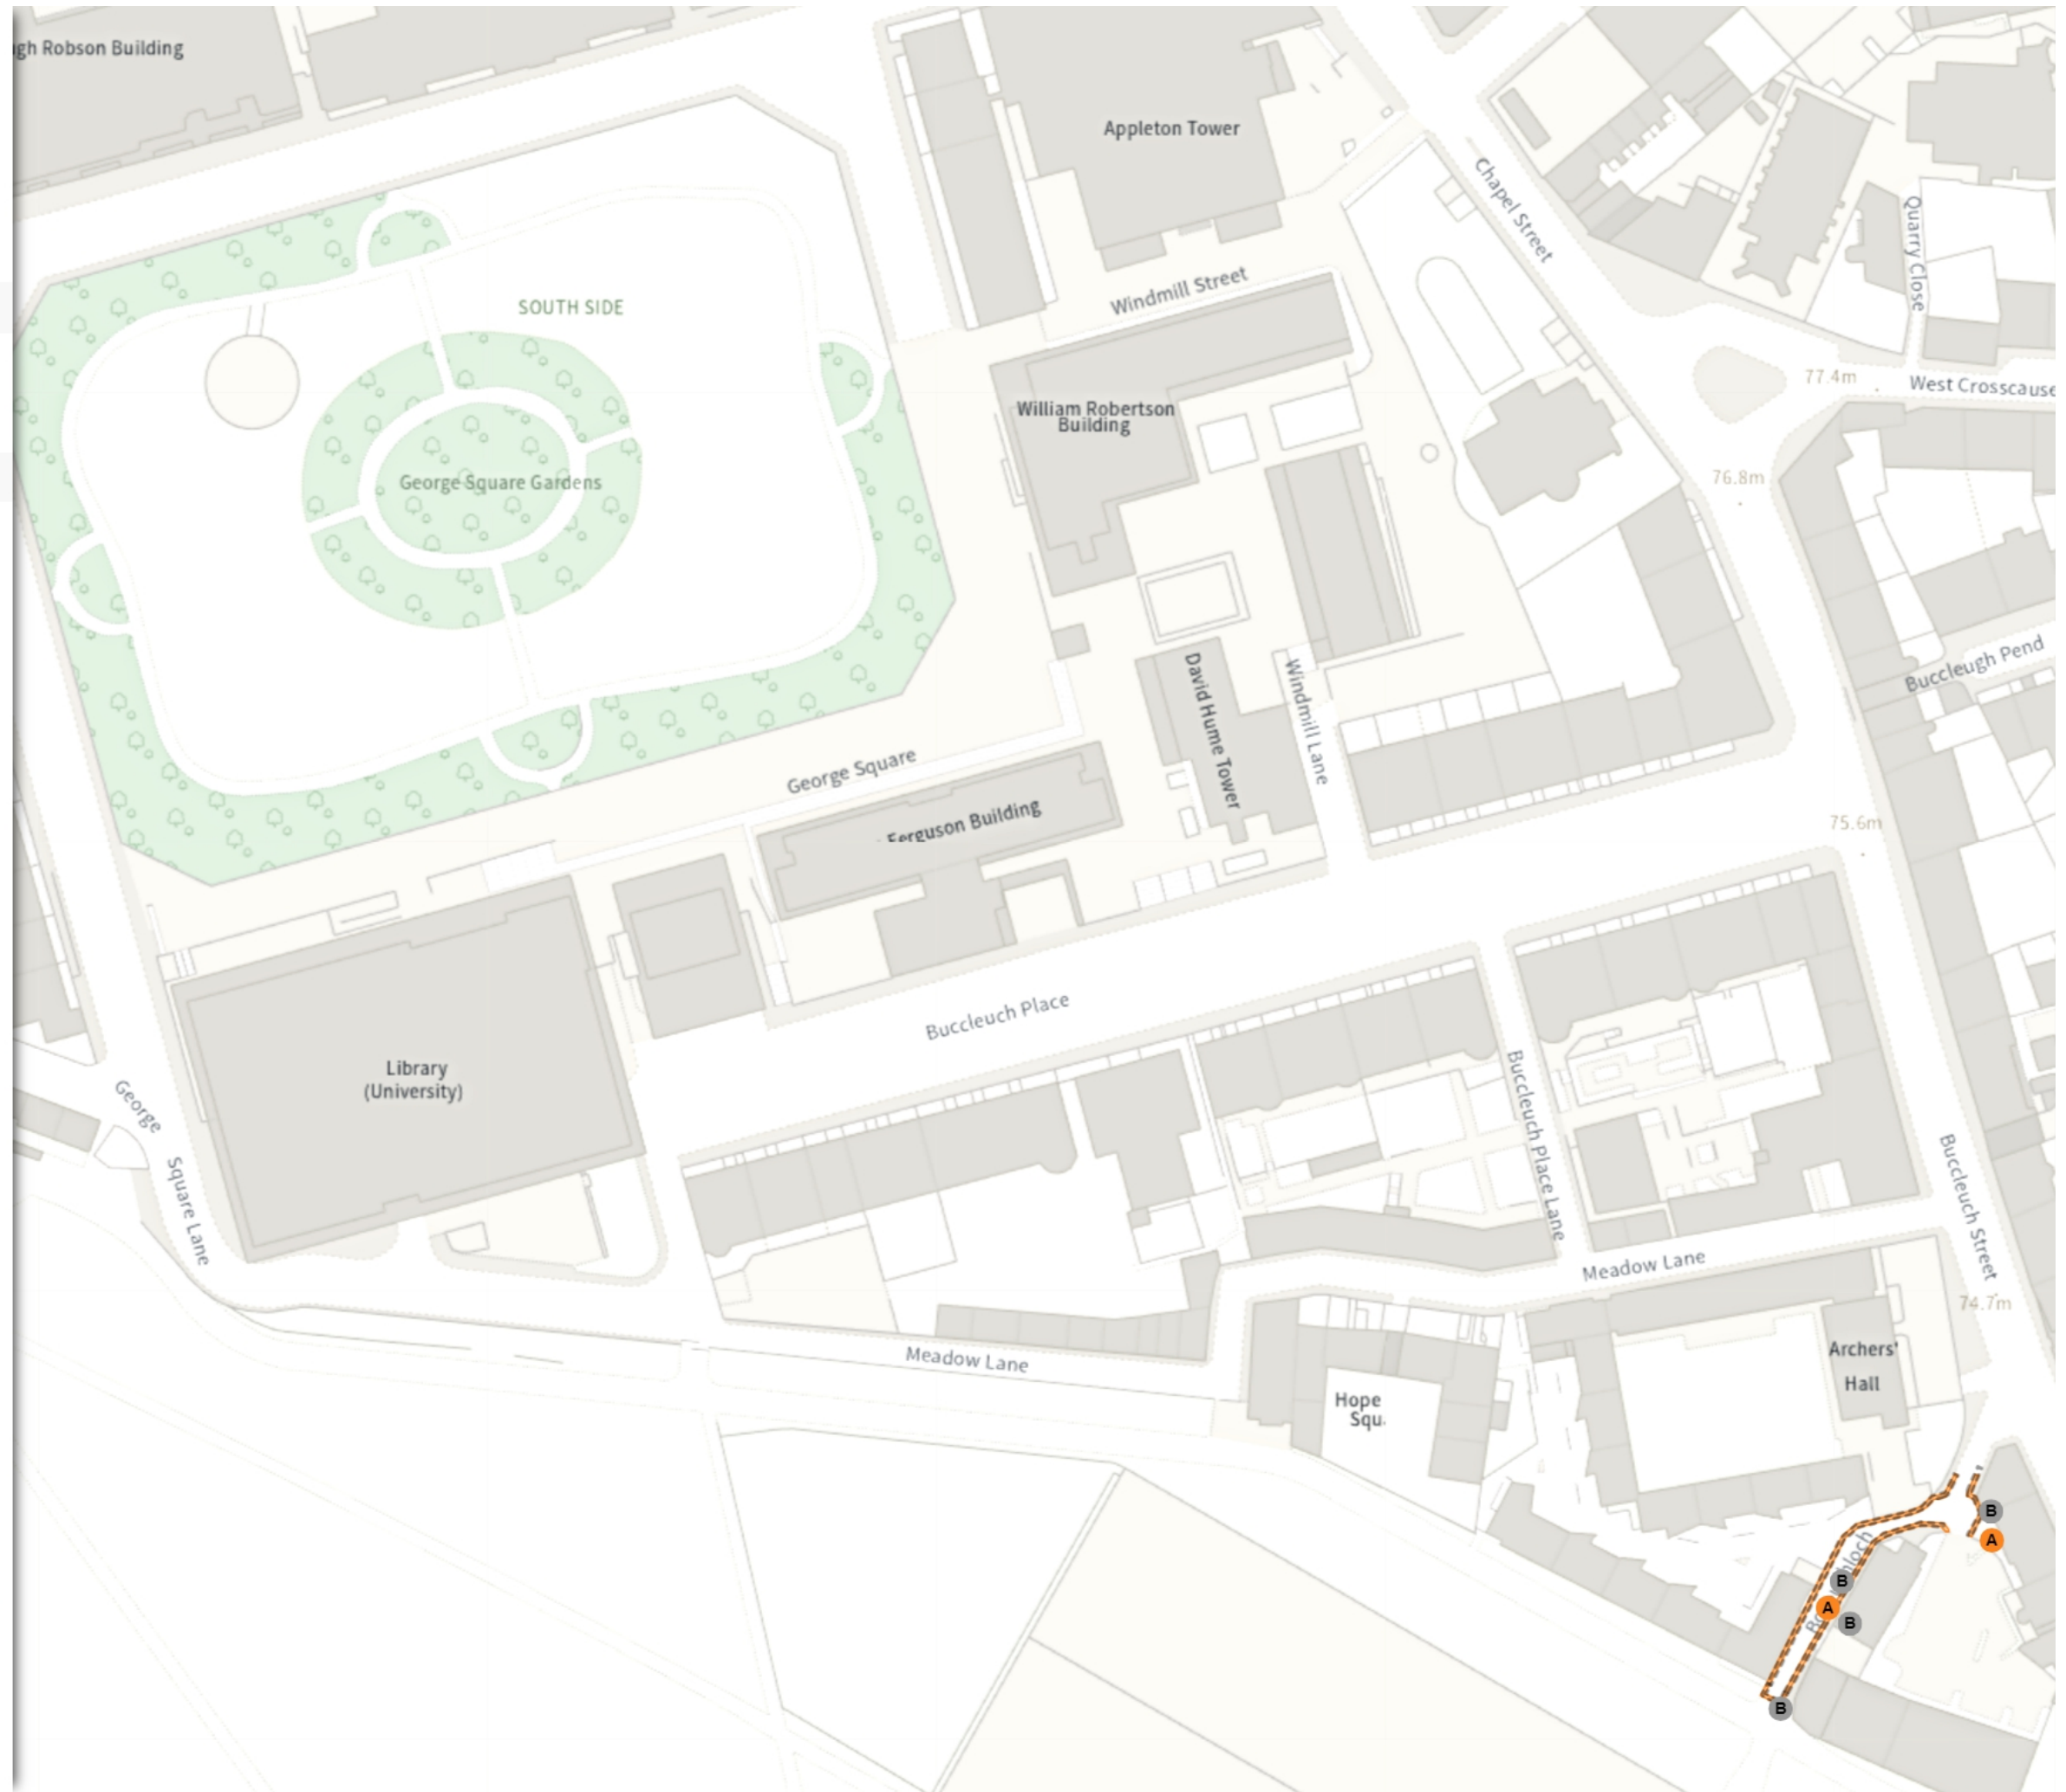 gh Robson Building
Appleton Tower
Chapel Street
Quarry Close
SOUTH SIDE
Windmill Street
77.4m
West Crosscause
William Robertson
Building
76.8m
George Square Gardens
Buccleugh Pend
David Hume Tower
Windmill Lane
George Square
Ferguson Building
75.6m
Buccleuch Place
Library
(University)
George
Square Lane
Buccleuch Place Lane
Buccleuch Street
Meadow Lane
74.7m
Archers'
Hall
Meadow Lane
Hope
Squ
B
A
B
A
B
B